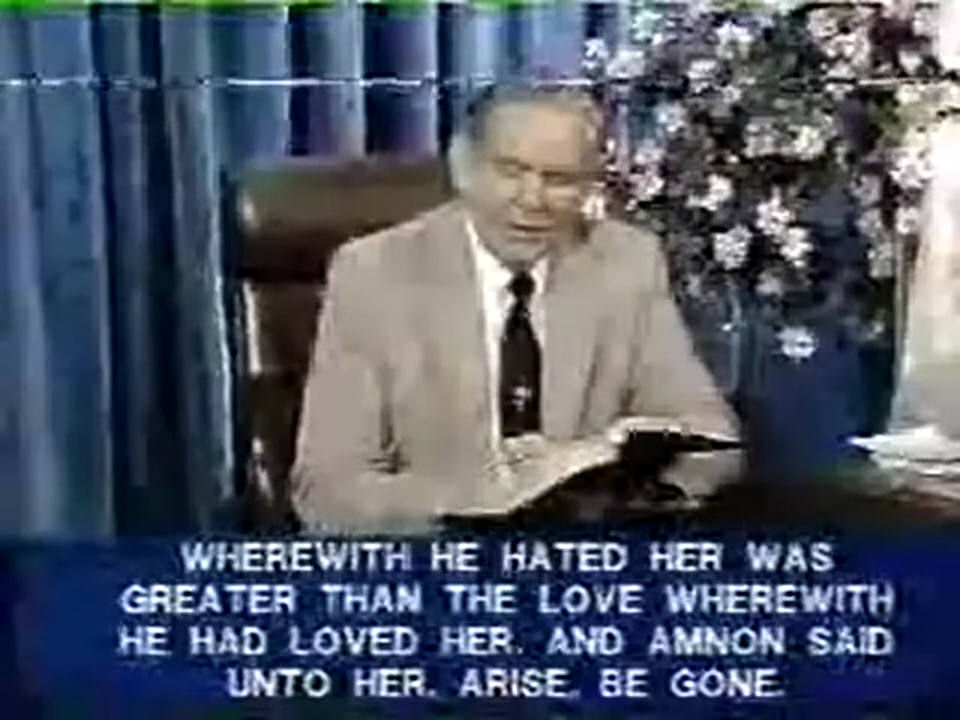 WHEREWITH HE HATED HER WAS
GREATER THAN THE LOVE WHEREWITH
HE HAD LOVED HER. AND AMNON SAID
UNTO HER, ARISE, BE GONE.